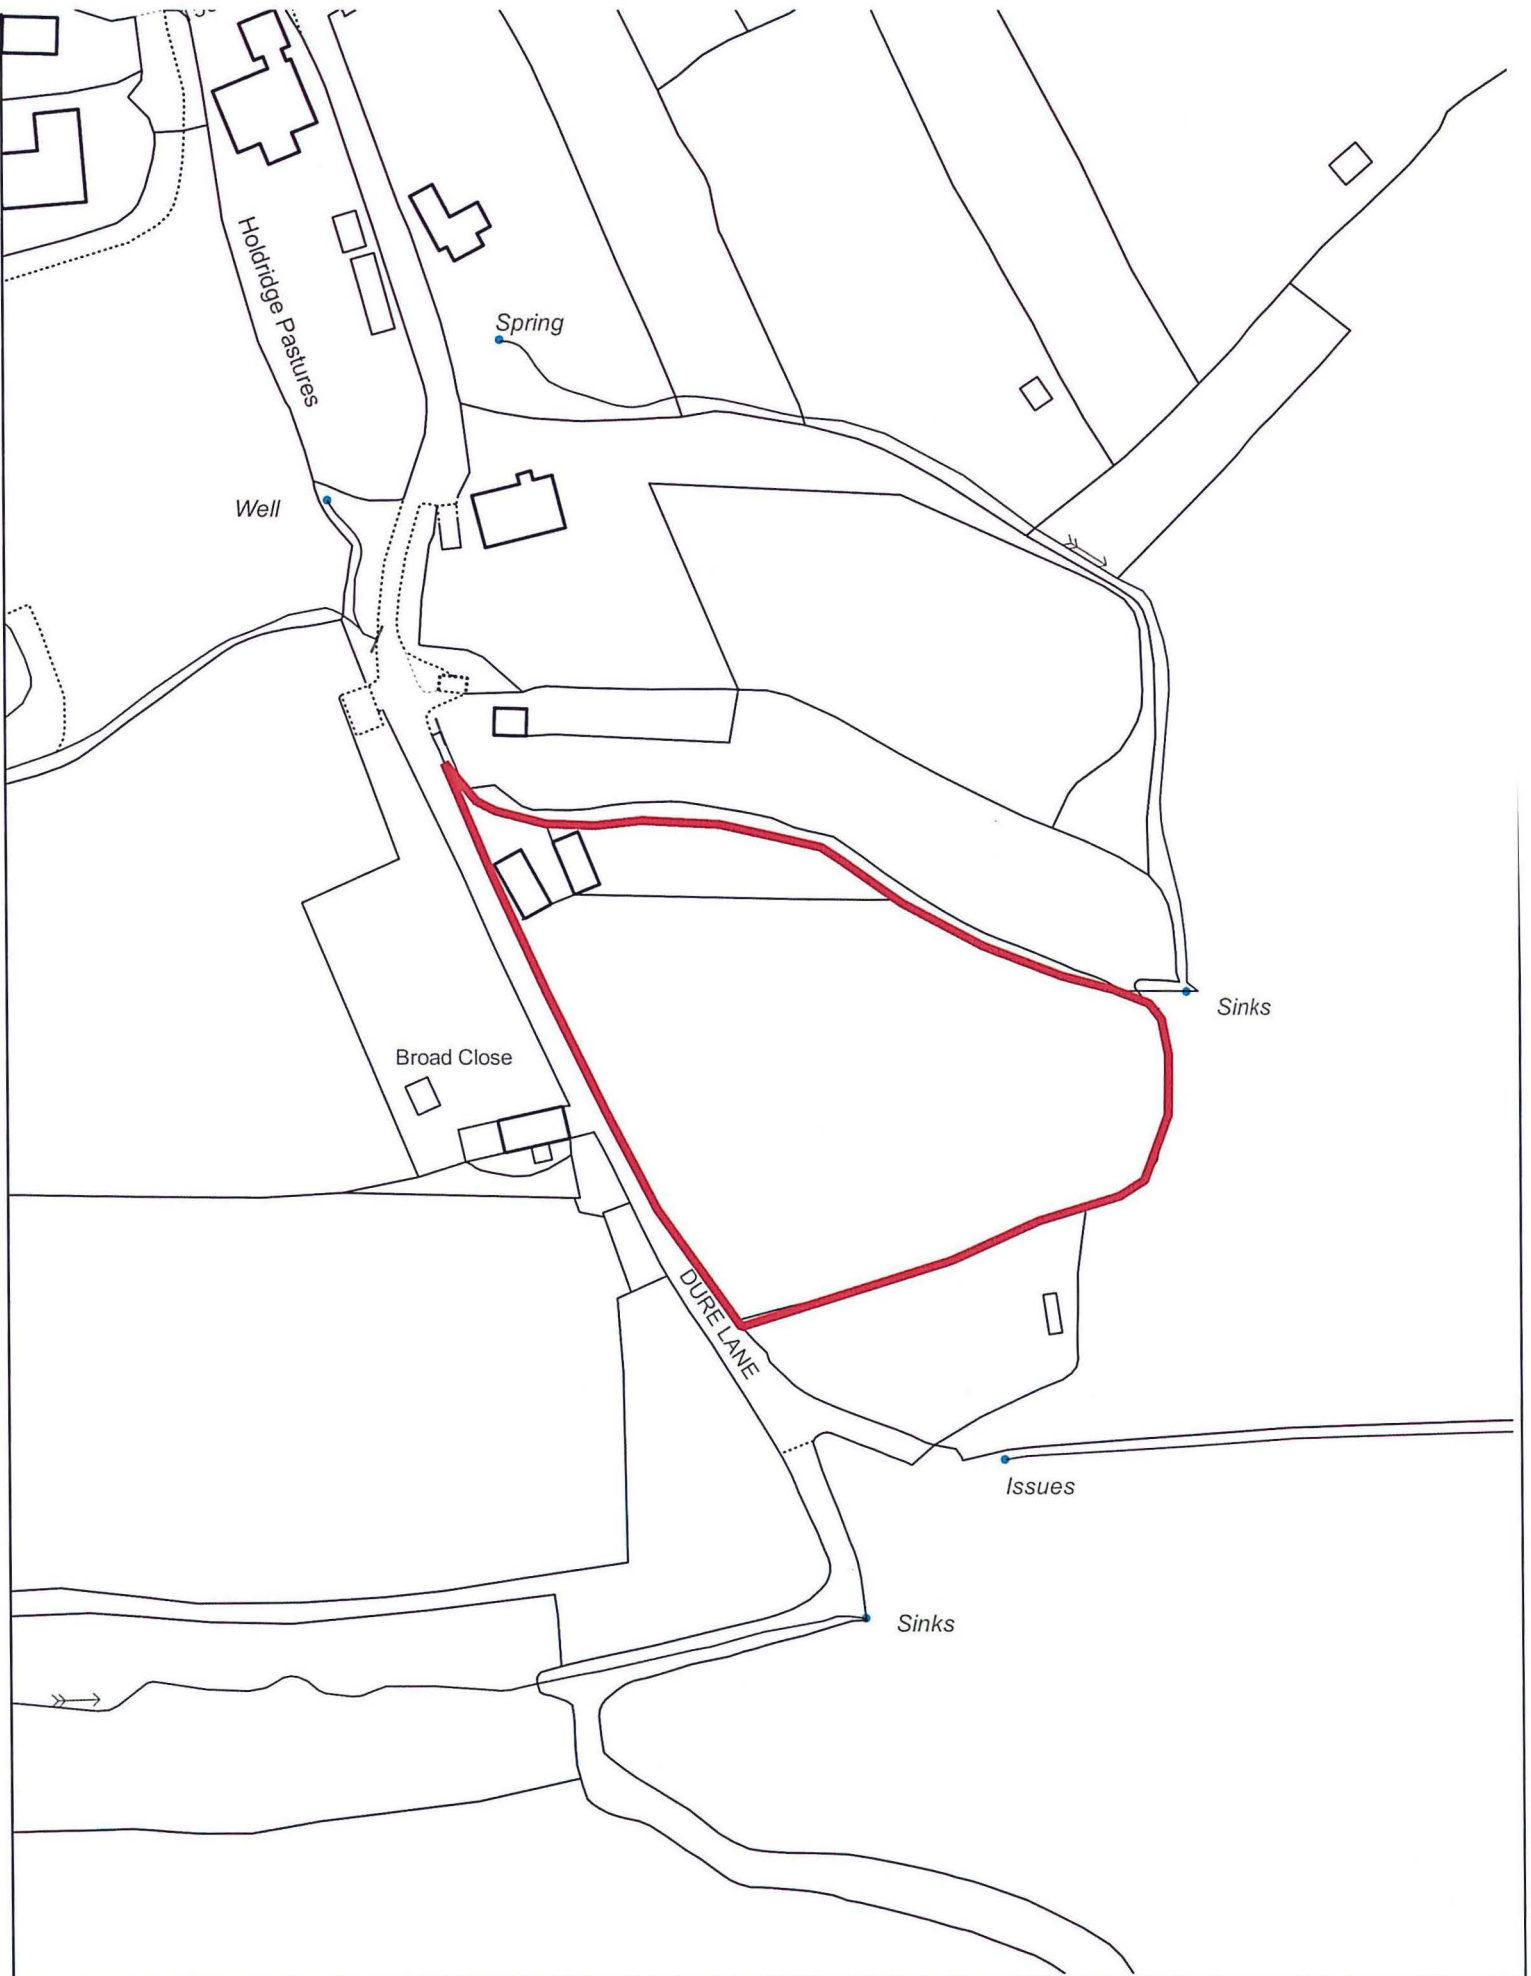 Holdridge Pastures
Spring
Well
Sinks
Broad Close
DURE LANE
Issues
Sinks